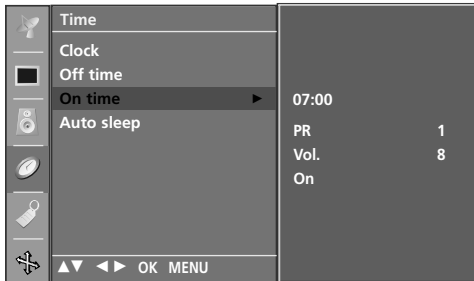 Time
Clock
Off time
On time ►
Auto sleep
▲▼ ◄► OK MENU
07:00
PR 1
Vol. 8
On